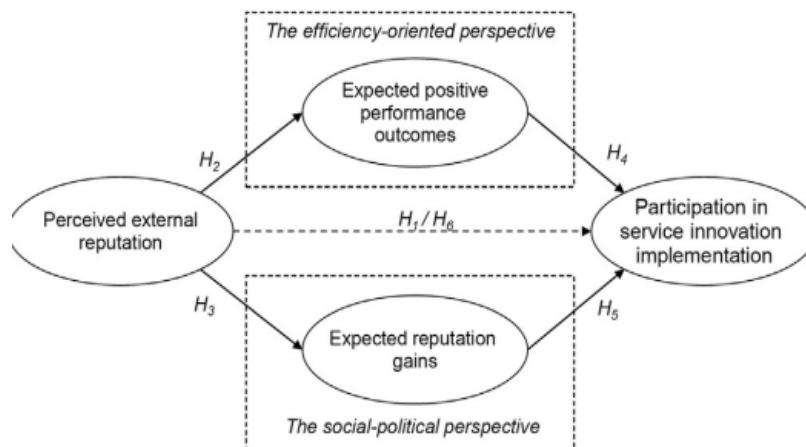 The efficiency-oriented perspective
Expected positive
performance
outcomes
H2
H4
Perceived external
reputation
H1 / H6
Participation in
service innovation
implementation
H3
H5
Expected reputation
gains
The social-political perspective